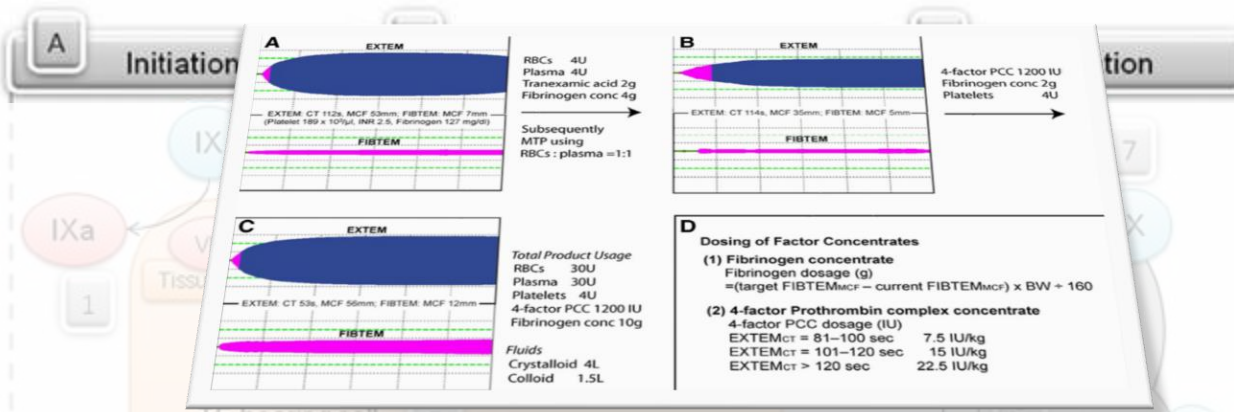 A
Initiation
tion
IX
IXa
V
Tissu
1
7
X
A
EXTEM
EXTEM: CT 112s, MCF 53mm; FIBTEM: MCF 7mm
(Platelet 189 x 10³/μl, INR 2.5, Fibrinogen 127 mg/dl)
FIBTEM
RBCs 4U
Plasma 4U
Tranexamic acid 2g
Fibrinogen conc 4g
Subsequently
MTP using
RBCs : plasma =1:1
B
EXTEM
EXTEM: CT 114s, MCF 35mm; FIBTEM: MCF 5mm
FIBTEM
4-factor PCC 1200 IU
Fibrinogen conc 2g
Platelets 4U
C
EXTEM
EXTEM: CT 53s, MCF 56mm; FIBTEM: MCF 12mm
FIBTEM
Total Product Usage
RBCs 30U
Plasma 30U
Platelets 4U
4-factor PCC 1200 IU
Fibrinogen conc 10g
Fluids
Crystalloid 4L
Colloid 1.5L
D
Dosing of Factor Concentrates
(1) Fibrinogen concentrate
Fibrinogen dosage (g)
=(target FIBTEMMCF – current FIBTEMMCF) x BW ÷ 160
(2) 4-factor Prothrombin complex concentrate
4-factor PCC dosage (IU)
EXTEMCT = 81–100 sec 7.5 IU/kg
EXTEMCT = 101–120 sec 15 IU/kg
EXTEMCT > 120 sec 22.5 IU/kg